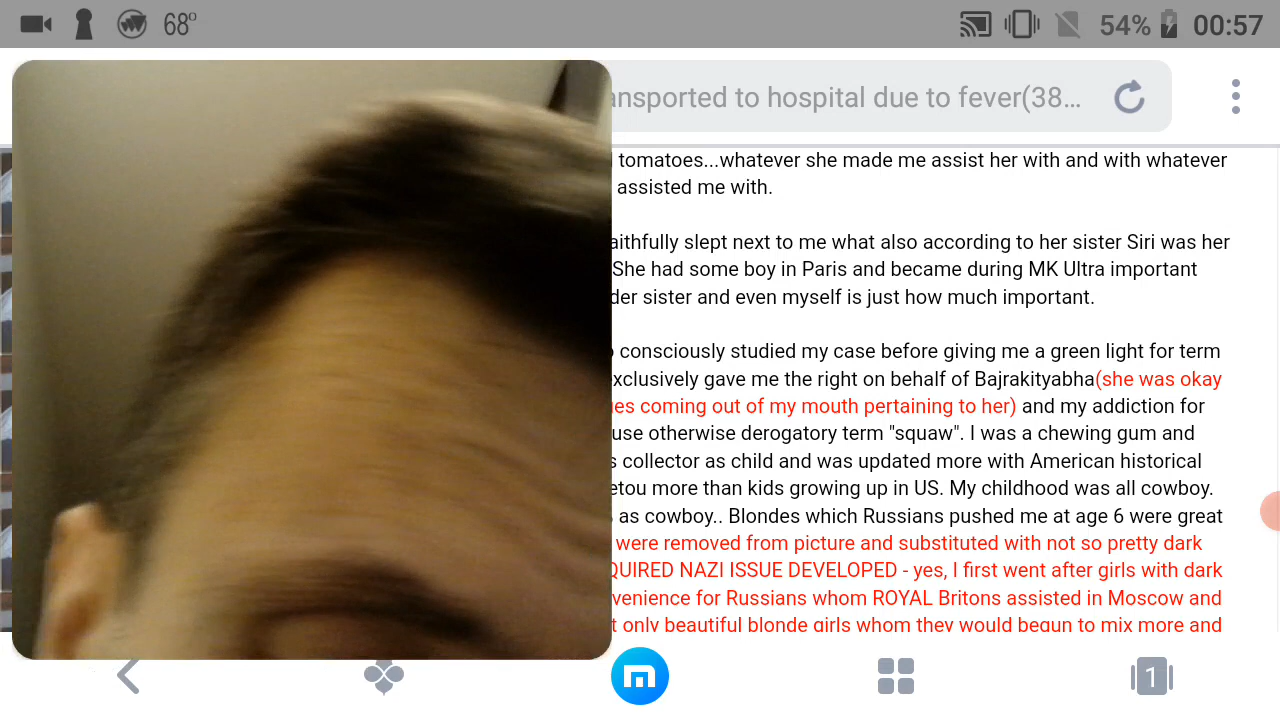 68º
54%
00:57
ansported to hospital due to fever(38...
tomatoes...whatever she made me assist her with and with whatever
assisted me with.
aithfully slept next to me what also according to her sister Siri was her
She had some boy in Paris and became during MK Ultra important
der sister and even myself is just how much important.
consciously studied my case before giving me a green light for term
exclusively gave me the right on behalf of Bajrakityabha(she was okay
es coming out of my mouth pertaining to her) and my addiction for
use otherwise derogatory term "squaw". I was a chewing gum and
s collector as child and was updated more with American historical
etou more than kids growing up in US. My childhood was all cowboy.
as cowboy.. Blondes which Russians pushed me at age 6 were great
were removed from picture and substituted with not so pretty dark
QUIRED NAZI ISSUE DEVELOPED - yes, I first went after girls with dark
venience for Russians whom ROYAL Britons assisted in Moscow and
t only beautiful blonde girls whom they would begun to mix more and
1